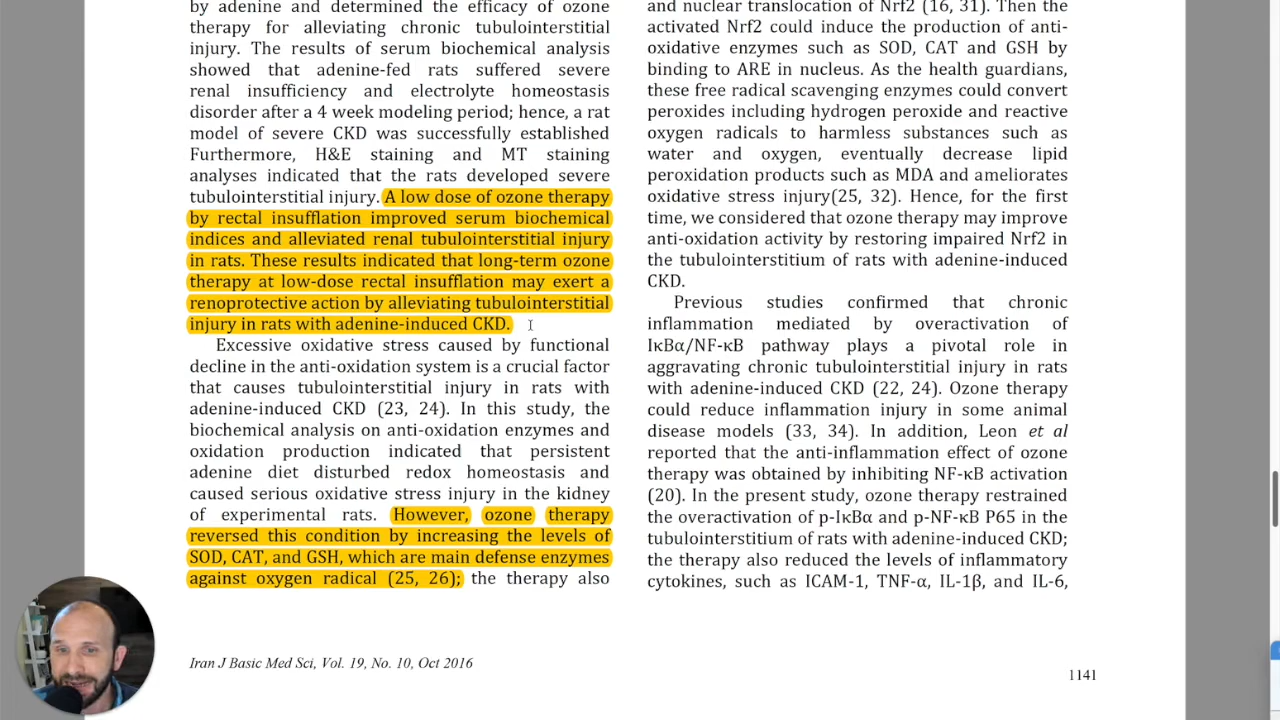 by adenine and determined the efficacy of ozone
therapy for alleviating chronic tubulointerstitial
injury. The results of serum biochemical analysis
showed that adenine-fed rats suffered severe
renal insufficiency and electrolyte homeostasis
disorder after a 4 week modeling period; hence, a rat
model of severe CKD was successfully established
Furthermore, H&E staining and MT staining
analyses indicated that the rats developed severe
tubulointerstitial injury. A low dose of ozone therapy
by rectal insufflation improved serum biochemical
indices and alleviated renal tubulointerstitial injury
in rats. These results indicated that long-term ozone
therapy at low-dose rectal insufflation may exert a
renoprotective action by alleviating tubulointerstitial
injury in rats with adenine-induced CKD.
Excessive oxidative stress caused by functional
decline in the anti-oxidation system is a crucial factor
that causes tubulointerstitial injury in rats with
adenine-induced CKD (23, 24). In this study, the
biochemical analysis on anti-oxidation enzymes and
oxidation production indicated that persistent
adenine diet disturbed redox homeostasis and
caused serious oxidative stress injury in the kidney
of experimental rats. However, ozone therapy
reversed this condition by increasing the levels of
SOD, CAT, and GSH, which are main defense enzymes
against oxygen radical (25, 26); the therapy also
and nuclear translocation of Nrf2 (16, 31). Then the
activated Nrf2 could induce the production of anti-
oxidative enzymes such as SOD, CAT and GSH by
binding to ARE in nucleus. As the health guardians,
these free radical scavenging enzymes could convert
peroxides including hydrogen peroxide and reactive
oxygen radicals to harmless substances such as
water and oxygen, eventually decrease lipid
peroxidation products such as MDA and ameliorates
oxidative stress injury(25, 32). Hence, for the first
time, we considered that ozone therapy may improve
anti-oxidation activity by restoring impaired Nrf2 in
the tubulointerstitium of rats with adenine-induced
CKD.
Previous studies confirmed that chronic
inflammation mediated by overactivation of
IκBα/NF-κB pathway plays a pivotal role in
aggravating chronic tubulointerstitial injury in rats
with adenine-induced CKD (22, 24). Ozone therapy
could reduce inflammation injury in some animal
disease models (33, 34). In addition, Leon et al
reported that the anti-inflammation effect of ozone
therapy was obtained by inhibiting NF-κB activation
(20). In the present study, ozone therapy restrained
the overactivation of p-IκBα and p-NF-κB P65 in the
tubulointerstitium of rats with adenine-induced CKD;
the therapy also reduced the levels of inflammatory
cytokines, such as ICAM-1, TNF-α, IL-1β, and IL-6,
Iran J Basic Med Sci, Vol. 19, No. 10, Oct 2016
1141